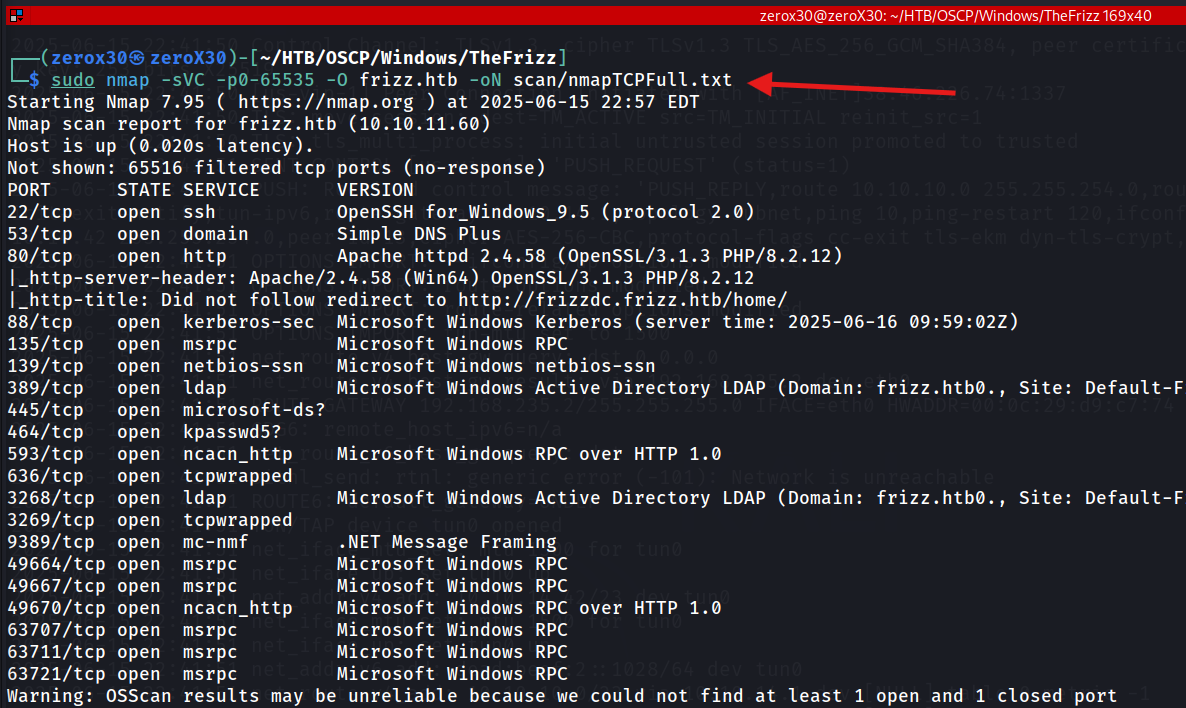 zerox30@zeroX30: ~/HTB/OSCP/Windows/TheFrizz 169x40
┌──(zerox30㉿zeroX30)-[~/HTB/OSCP/Windows/TheFrizz]
└─$ sudo nmap -sVC -p0-65535 -O frizz.htb -oN scan/nmapTCPFull.txt
Starting Nmap 7.95 ( https://nmap.org ) at 2025-06-15 22:57 EDT
Nmap scan report for frizz.htb (10.10.11.60)
Host is up (0.020s latency).
Not shown: 65516 filtered tcp ports (no-response)
PORT      STATE SERVICE       VERSION
22/tcp    open  ssh           OpenSSH for_Windows_9.5 (protocol 2.0)
53/tcp    open  domain        Simple DNS Plus
80/tcp    open  http          Apache httpd 2.4.58 (OpenSSL/3.1.3 PHP/8.2.12)
|_http-server-header: Apache/2.4.58 (Win64) OpenSSL/3.1.3 PHP/8.2.12
|_http-title: Did not follow redirect to http://frizzdc.frizz.htb/home/
88/tcp    open  kerberos-sec  Microsoft Windows Kerberos (server time: 2025-06-16 09:59:02Z)
135/tcp   open  msrpc         Microsoft Windows RPC
139/tcp   open  netbios-ssn   Microsoft Windows netbios-ssn
389/tcp   open  ldap          Microsoft Windows Active Directory LDAP (Domain: frizz.htb0., Site: Default-F
445/tcp   open  microsoft-ds?
464/tcp   open  kpasswd5?
593/tcp   open  ncacn_http    Microsoft Windows RPC over HTTP 1.0
636/tcp   open  tcpwrapped
3268/tcp  open  ldap          Microsoft Windows Active Directory LDAP (Domain: frizz.htb0., Site: Default-F
3269/tcp  open  tcpwrapped
9389/tcp  open  mc-nmf        .NET Message Framing
49664/tcp open  msrpc         Microsoft Windows RPC
49667/tcp open  msrpc         Microsoft Windows RPC
49670/tcp open  ncacn_http    Microsoft Windows RPC over HTTP 1.0
63707/tcp open  msrpc         Microsoft Windows RPC
63711/tcp open  msrpc         Microsoft Windows RPC
63721/tcp open  msrpc         Microsoft Windows RPC
Warning: OSScan results may be unreliable because we could not find at least 1 open and 1 closed port